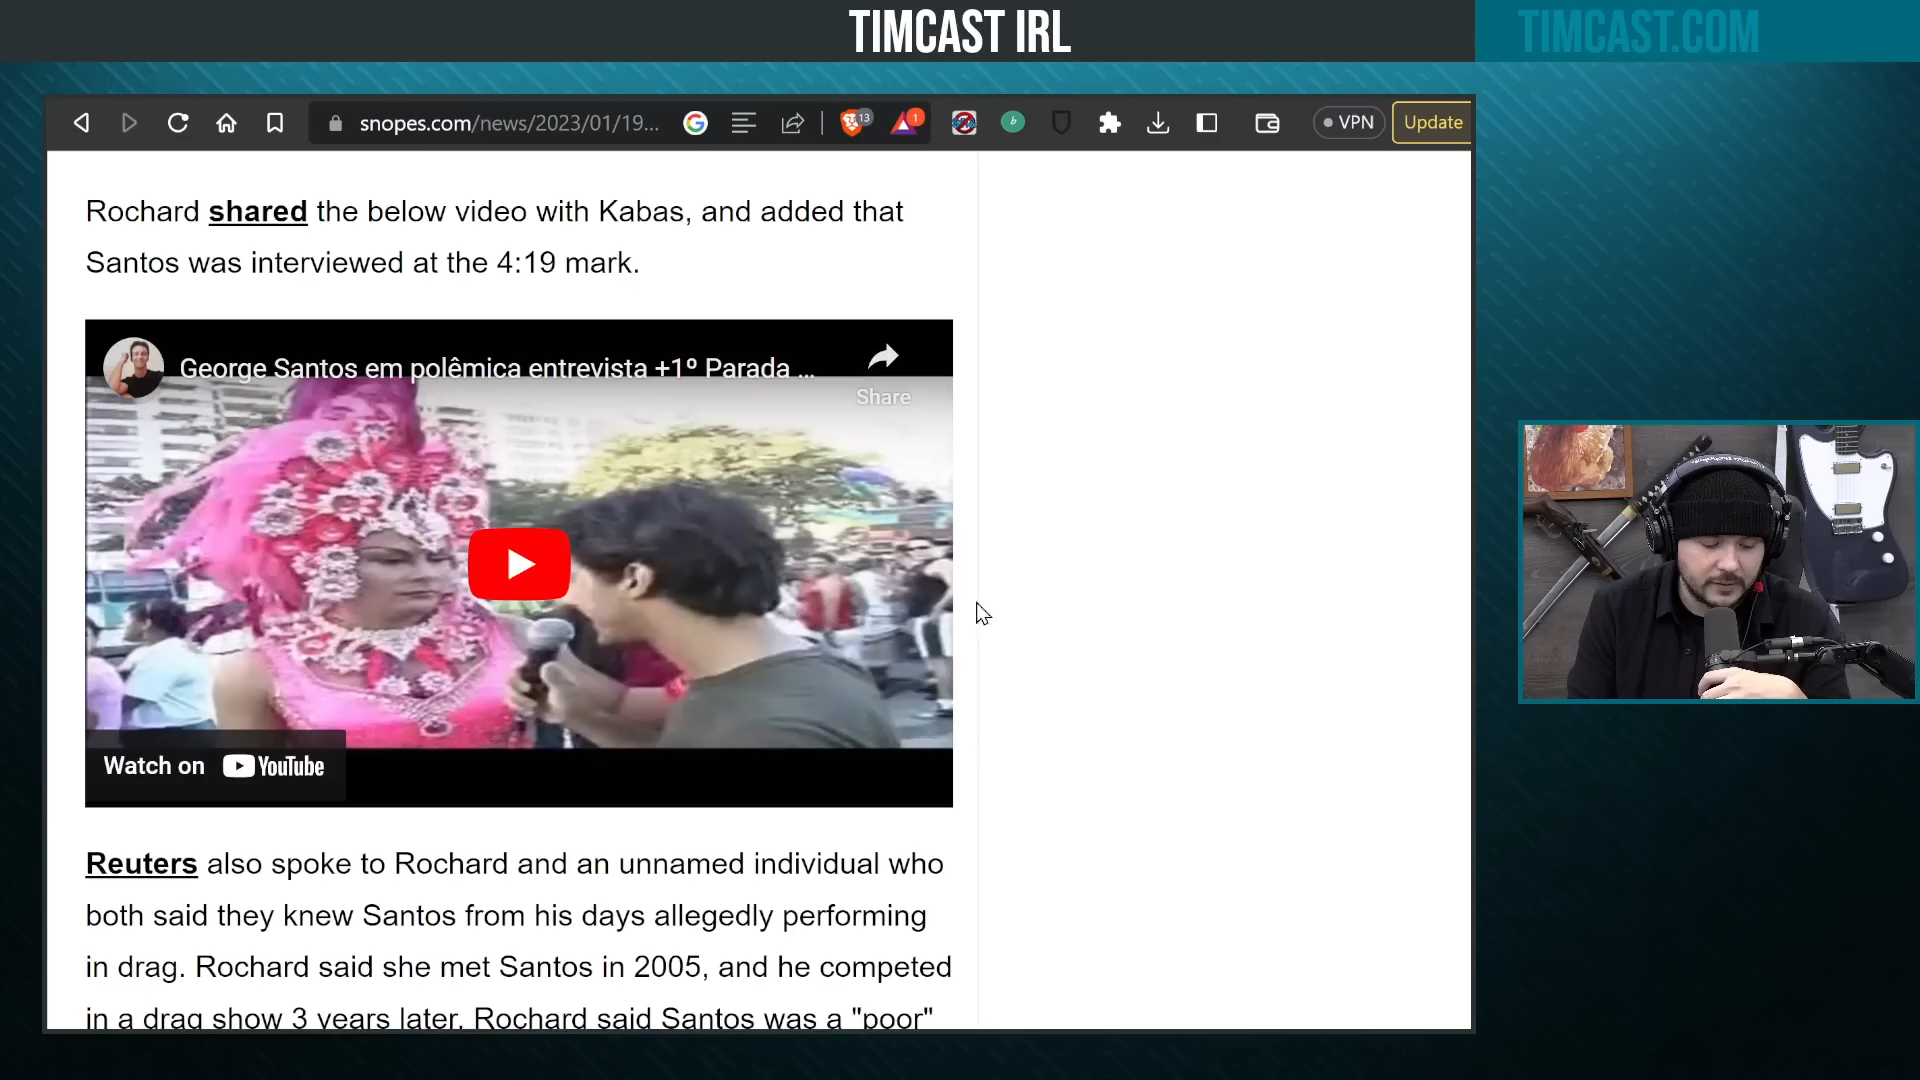 TIMCAST IRL
TIMCAST.COM
snopes.com/news/2023/01/19...
13
1
b
VPN
Update
Rochard shared the below video with Kabas, and added that
Santos was interviewed at the 4:19 mark.
George Santos em polêmica entrevista +1º Parada ...
Share
Watch on YouTube
Reuters also spoke to Rochard and an unnamed individual who
both said they knew Santos from his days allegedly performing
in drag. Rochard said she met Santos in 2005, and he competed
in a drag show 3 years later. Rochard said Santos was a "poor"